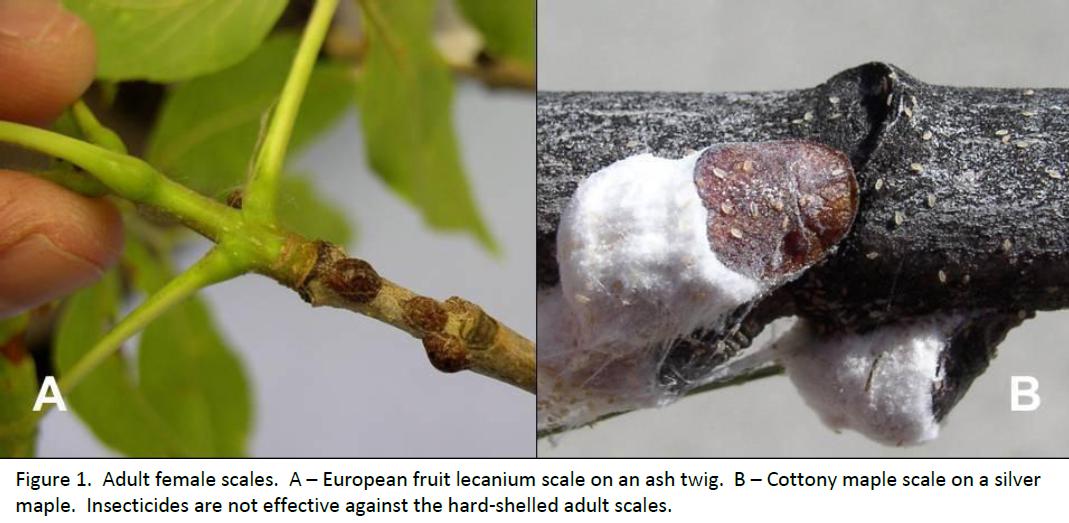 A
B
Figure 1.  Adult female scales.  A – European fruit lecanium scale on an ash twig.  B – Cottony maple scale on a silver
maple.  Insecticides are not effective against the hard-shelled adult scales.